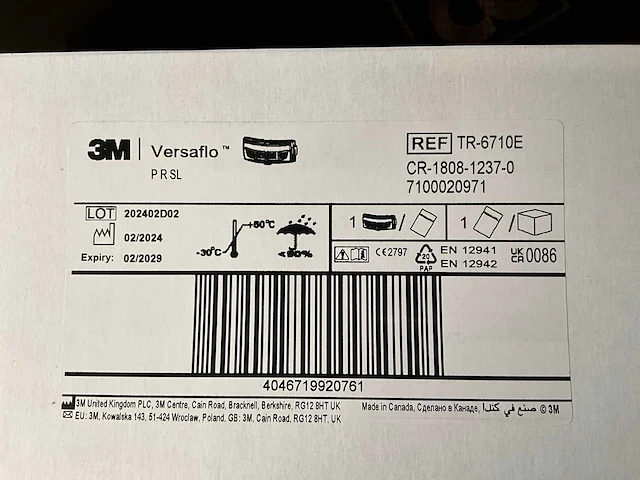 3M | Versaflo™
P R SL
REF TR-6710E
CR-1808-1237-0
7100020971
LOT 202402D02
02/2024
Expiry: 02/2029
-30°C +50°C
<90%
1 / 1 /
CE2797 20 PAP
EN 12941
EN 12942
UKCA 0086
4046719920761
3M United Kingdom PLC, 3M Centre, Cain Road, Bracknell, Berkshire, RG12 8HT UK
EU: 3M, Kowalska 143, 51-424 Wroclaw, Poland, GB: 3M, Cain Road, RG12 8HT, UK
Made in Canada, Сделано в Канаде, صنع في كندا © 3M